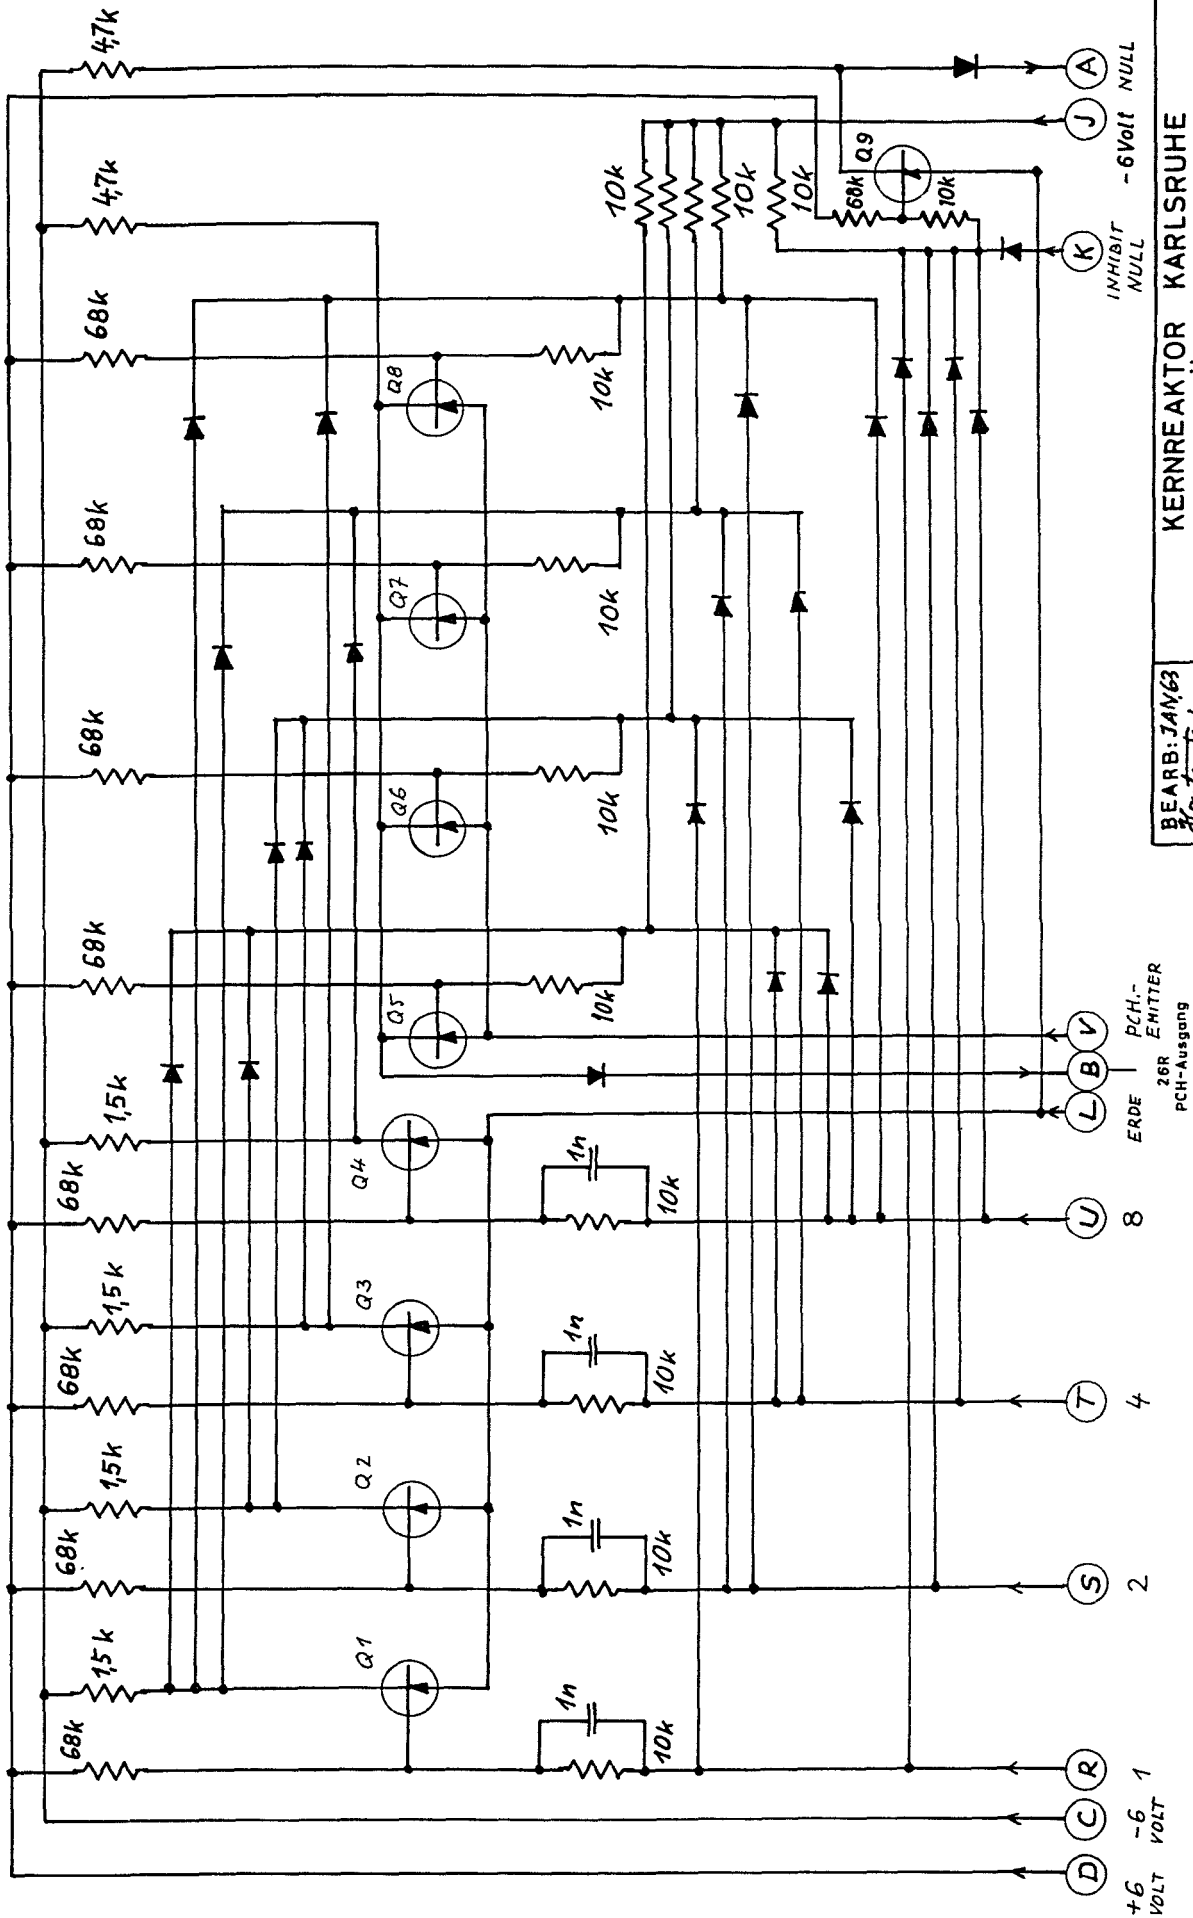 4,7k
4,7k
68k
68k
68k
68k
1,5k
68k
1,5k
68k
1,5k
68k
1,5k
68k
Q8
Q7
Q6
Q5
Q4
Q3
Q2
Q1
Q9
10k
10k
10k
68k
10k
10k
10k
10k
10k
1n
10k
1n
10k
1n
10k
1n
10k
A
NULL
J
-6 Volt
K
INHIBIT
NULL
V
PCH.-
EMITTER
B
26R
PCH-Ausgang
L
ERDE
U
8
T
4
S
2
R
1
C
-6
VOLT
D
+6
VOLT
KERNREAKTOR KARLSRUHE
BEARB: JAN,63